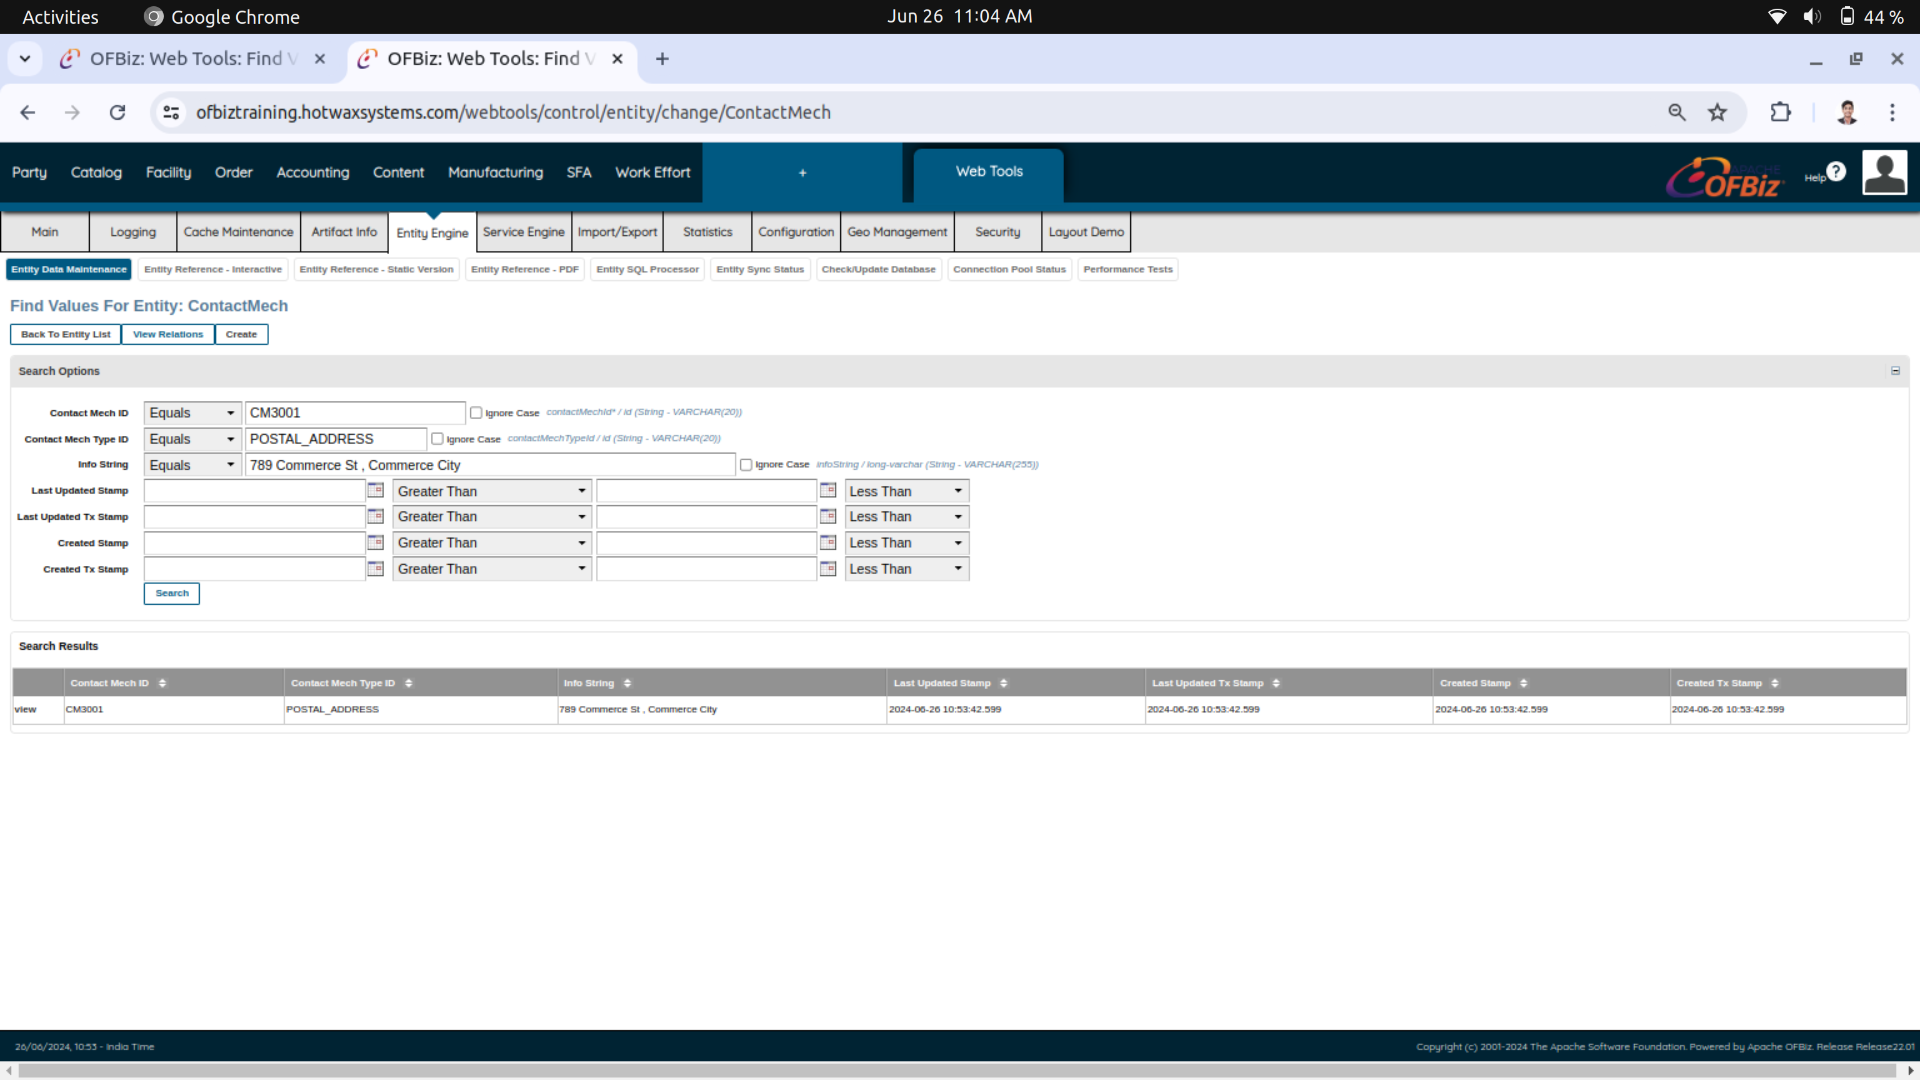 Activities Google Chrome Jun 26 11:04 AM 44 %
OFBiz: Web Tools: Find V OFBiz: Web Tools: Find V
ofbiztraining.hotwaxsystems.com/webtools/control/entity/change/ContactMech
Party Catalog Facility Order Accounting Content Manufacturing SFA Work Effort + Web Tools APACHE OFBiz Help ?
Main Logging Cache Maintenance Artifact Info Entity Engine Service Engine Import/Export Statistics Configuration Geo Management Security Layout Demo
Entity Data Maintenance Entity Reference - Interactive Entity Reference - Static Version Entity Reference - PDF Entity SQL Processor Entity Sync Status Check/Update Database Connection Pool Status Performance Tests
Find Values For Entity: ContactMech
Back To Entity List View Relations Create
Search Options
Contact Mech ID Equals CM3001 Ignore Case contactMechId* / id (String - VARCHAR(20))
Contact Mech Type ID Equals POSTAL_ADDRESS Ignore Case contactMechTypeId / id (String - VARCHAR(20))
Info String Equals 789 Commerce St , Commerce City Ignore Case infoString / long-varchar (String - VARCHAR(255))
Last Updated Stamp Greater Than Less Than
Last Updated Tx Stamp Greater Than Less Than
Created Stamp Greater Than Less Than
Created Tx Stamp Greater Than Less Than
Search
Search Results
Contact Mech ID Contact Mech Type ID Info String Last Updated Stamp Last Updated Tx Stamp Created Stamp Created Tx Stamp
view CM3001 POSTAL_ADDRESS 789 Commerce St , Commerce City 2024-06-26 10:53:42.599 2024-06-26 10:53:42.599 2024-06-26 10:53:42.599 2024-06-26 10:53:42.599
26/06/2024, 10:53 - India Time Copyright (c) 2001-2024 The Apache Software Foundation. Powered by Apache OFBiz. Release Release22.01